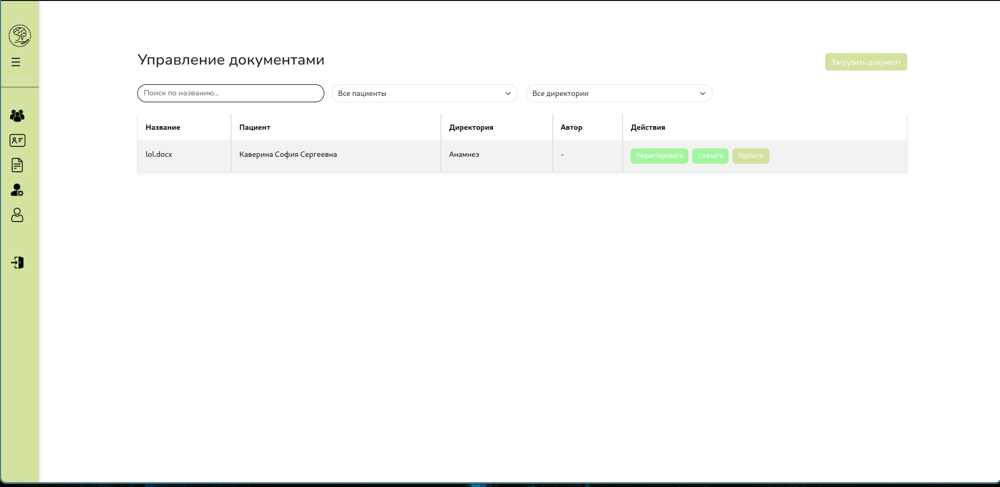 Управление документами
Загрузить документ
Поиск по названию...
Все пациенты
Все директории
Название Пациент Директория Автор Действия
lol.docx Каверина София Сергеевна Анамнез - Редактировать Скачать Удалить